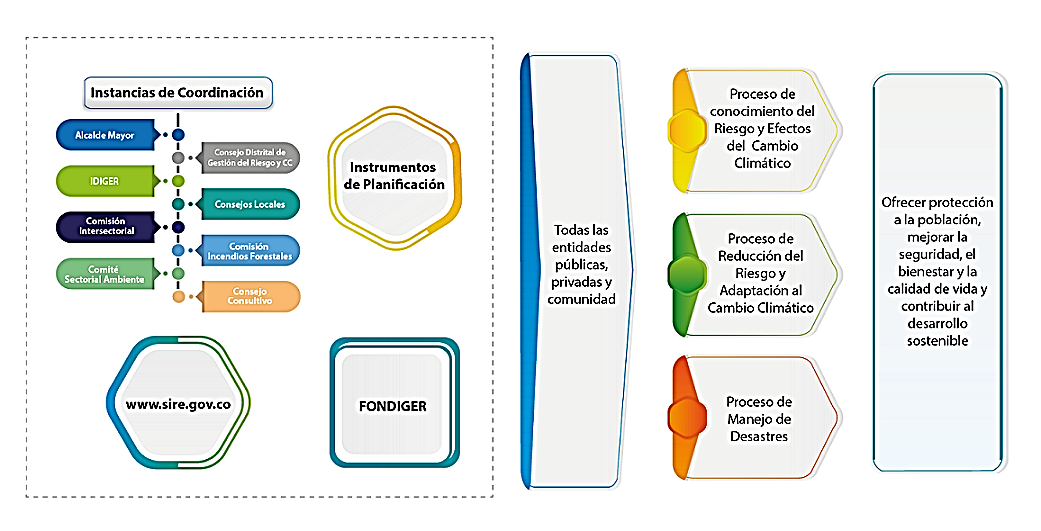 Instancias de Coordinación
Alcalde Mayor
Consejo Distrital de
Gestión del Riesgo y CC
IDIGER
Consejos Locales
Comisión
Intersectorial
Comisión
Incendios Forestales
Comité
Sectorial Ambiente
Consejo
Consultivo
Instrumentos
de Planificación
www.sire.gov.co
FONDIGER
Todas las
entidades
públicas,
privadas y
comunidad
Proceso de
conocimiento del
Riesgo y Efectos
del Cambio
Climático
Proceso de
Reducción del
Riesgo y
Adaptación al
Cambio Climático
Proceso de
Manejo de
Desastres
Ofrecer protección
a la población,
mejorar la
seguridad, el
bienestar y la
calidad de vida y
contribuir al
desarrollo
sostenible